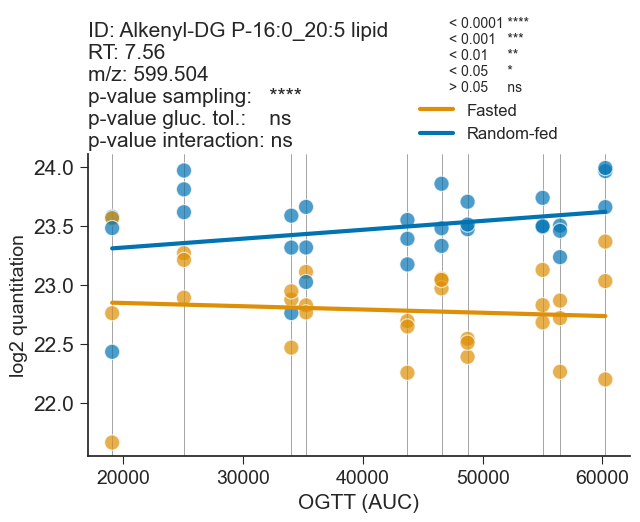 ID: Alkenyl-DG P-16:0_20:5 lipid
RT: 7.56
m/z: 599.504
p-value sampling: ****
p-value gluc. tol.: ns
p-value interaction: ns
< 0.0001 ****
< 0.001 ***
< 0.01 **
< 0.05 *
> 0.05 ns
Fasted
Random-fed
log2 quantitation
24.0
23.5
23.0
22.5
22.0
20000 30000 40000 50000 60000
OGTT (AUC)